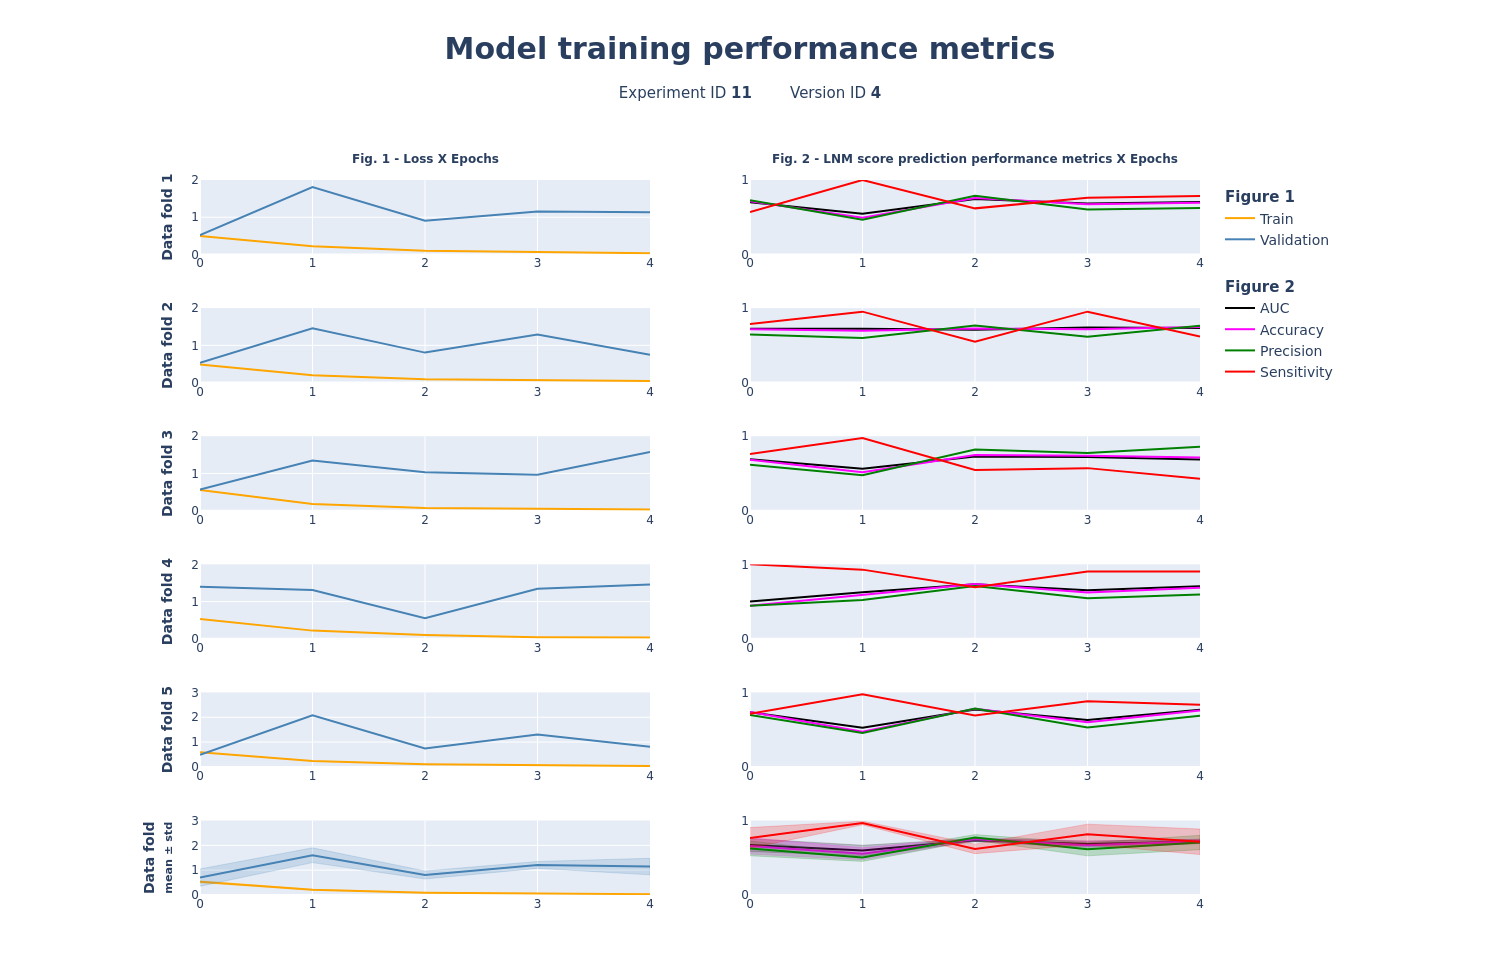 Model training performance metrics
Experiment ID 11 Version ID 4
Fig. 1 - Loss X Epochs
Fig. 2 - LNM score prediction performance metrics X Epochs
Data fold 1
2
1
0
0 1 2 3 4
1
0
0 1 2 3 4
Figure 1
Train
Validation
Figure 2
AUC
Accuracy
Precision
Sensitivity
Data fold 2
2
1
0
0 1 2 3 4
1
0
0 1 2 3 4
Data fold 3
2
1
0
0 1 2 3 4
1
0
0 1 2 3 4
Data fold 4
2
1
0
0 1 2 3 4
1
0
0 1 2 3 4
Data fold 5
3
2
1
0
0 1 2 3 4
1
0
0 1 2 3 4
Data fold
mean ± std
3
2
1
0
0 1 2 3 4
1
0
0 1 2 3 4